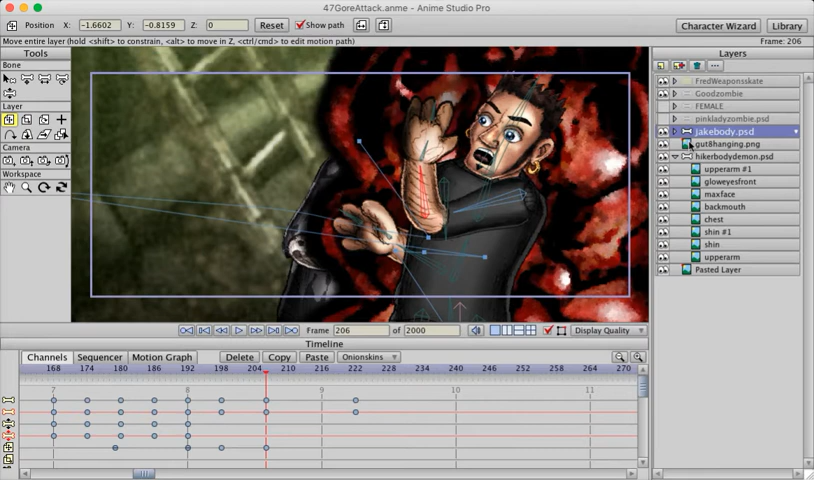 47GoreAttack.anme - Anime Studio Pro
Position X: -1.6602 Y: -0.8159 Z: 0 Reset Show path Character Wizard Library
Move entire layer (hold <shift> to constrain, <alt> to move in Z, <ctrl/cmd> to edit motion path) Frame: 206
Tools
Bone
Layer
Camera
Workspace
Layers
FredWeaponsskate
Goodzombie
FEMALE
pinkladyzombie.psd
jakebody.psd
gut8hanging.png
hikerbodydemon.psd
upperarm #1
gloweyesfront
maxface
backmouth
chest
shin #1
shin
upperarm
Pasted Layer
Frame 206 of 2000 Display Quality
Timeline
Channels Sequencer Motion Graph Delete Copy Paste Onionskins
168 174 180 186 192 198 204 210 216 222 228 234 240 246 252 258 264 270
7 8 9 10 11